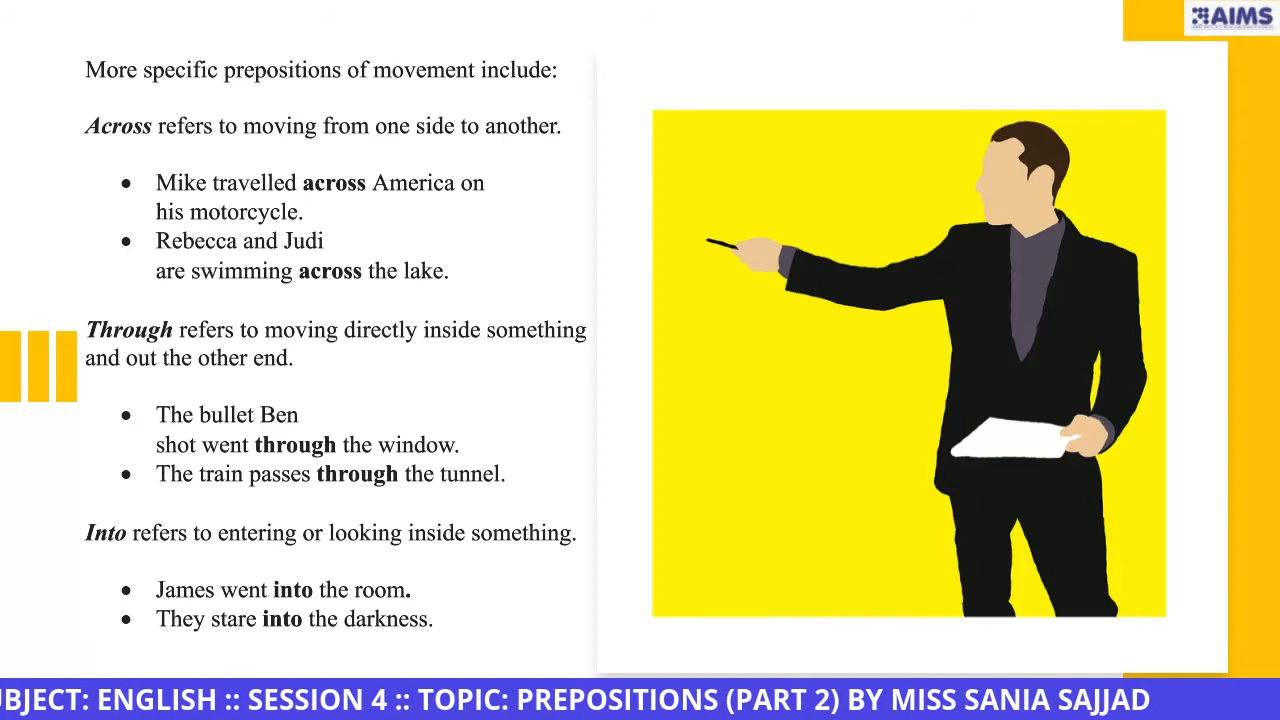 AIMS
More specific prepositions of movement include:
Across refers to moving from one side to another.
• Mike travelled across America on
his motorcycle.
• Rebecca and Judi
are swimming across the lake.
Through refers to moving directly inside something
and out the other end.
• The bullet Ben
shot went through the window.
• The train passes through the tunnel.
Into refers to entering or looking inside something.
• James went into the room.
• They stare into the darkness.
UBJECT: ENGLISH :: SESSION 4 :: TOPIC: PREPOSITIONS (PART 2) BY MISS SANIA SAJJAD